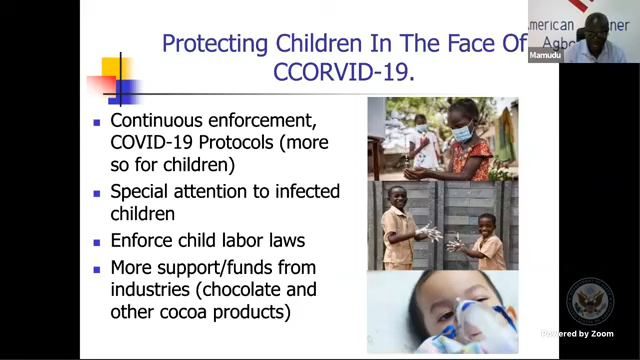 Protecting Children In The Face Of
CCORVID-19.
Continuous enforcement,
COVID-19 Protocols (more
so for children)
Special attention to infected
children
Enforce child labor laws
More support/funds from
industries (chocolate and
other cocoa products)
merican
ner
Agbo
Mamudu
Powered by Zoom